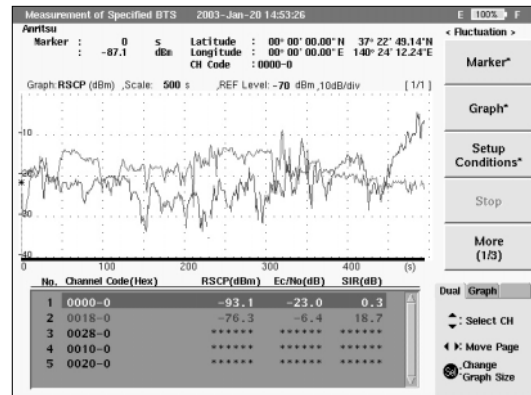 Measurement of Specified BTS 2003-Jan-20 14:53:26 E 100% F
Anritsu
Marker : 0 s Latitude : 00° 00' 00.00" N 37° 22' 49.14"N
: -87.1 dBm Longitude : 00° 00' 00.00" E 140° 24' 12.24"E
CH Code : 0000-0
Graph: RSCP (dBm) ,Scale: 500 s ,REF Level: -70 dBm ,10dB/div [ 1/1 ]
-10
-20
-30
-40
0 100 200 300 400 (s)
No. Channel Code(Hex) RSCP(dBm) Ec/No(dB) SIR(dB)
1 0000-0 -93.1 -23.0 0.3
2 0018-0 -76.3 -6.4 18.7
3 0028-0 ****** ****** ******
4 0010-0 ****** ****** ******
5 0020-0 ****** ****** ******
< Fluctuation >
Marker*
Graph*
Setup
Conditions*
Stop
More
(1/3)
Dual Graph
: Select CH
: Move Page
Sel :Change
Graph Size